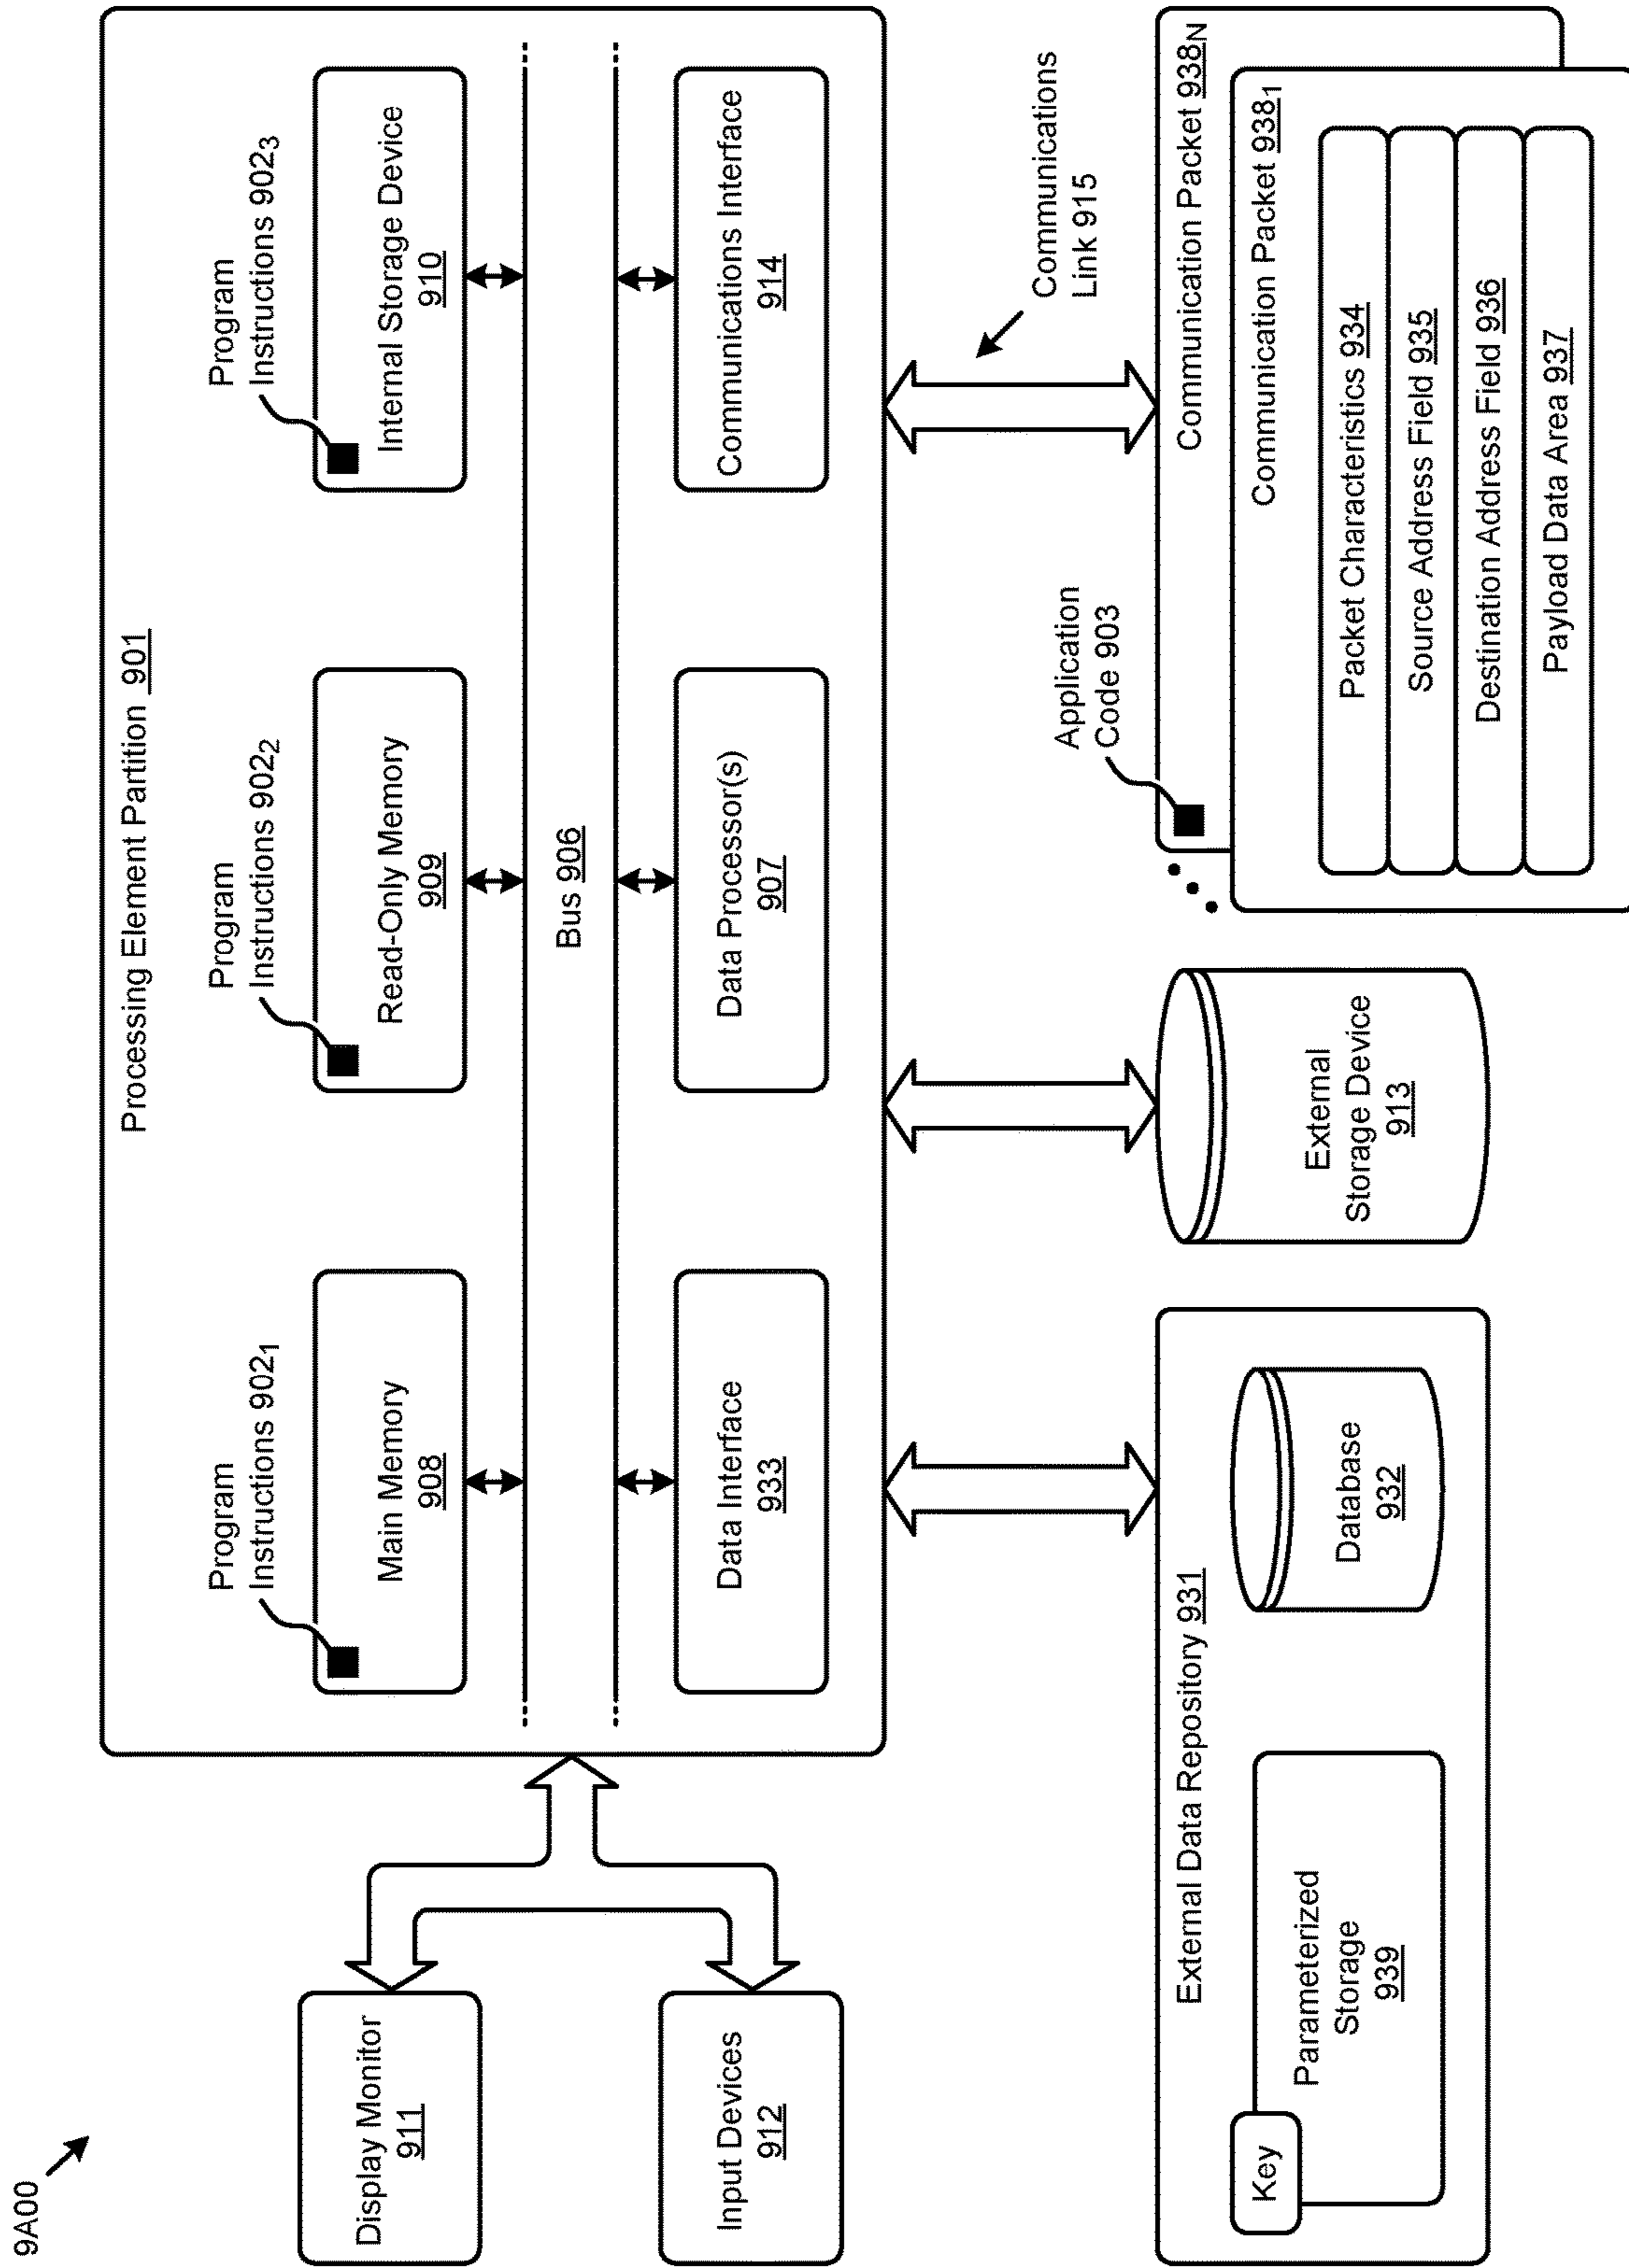 9A00
Processing Element Partition 901
Program
Instructions 902₁
Program
Instructions 902₂
Program
Instructions 902₃
Main Memory
908
Read-Only Memory
909
Internal Storage Device
910
Bus 906
Data Interface
933
Data Processor(s)
907
Communications Interface
914
Display Monitor
911
Input Devices
912
Communications
Link 915
Application
Code 903
External Data Repository 931
Key
Parameterized
Storage
939
Database
932
External
Storage Device
913
Communication Packet 938N
Communication Packet 938₁
Packet Characteristics 934
Source Address Field 935
Destination Address Field 936
Payload Data Area 937